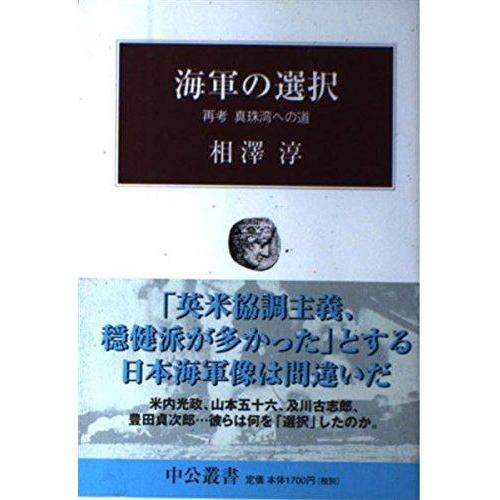 海軍の選択
再考 真珠湾への道
相澤 淳
「英米協調主義、
穏健派が多かった」とする
日本海軍像は間違いだ
米内光政、山本五十六、及川古志郎、
豊田貞次郎…彼らは何を「選択」したのか。
中公叢書 定価 本体1700円(税別)